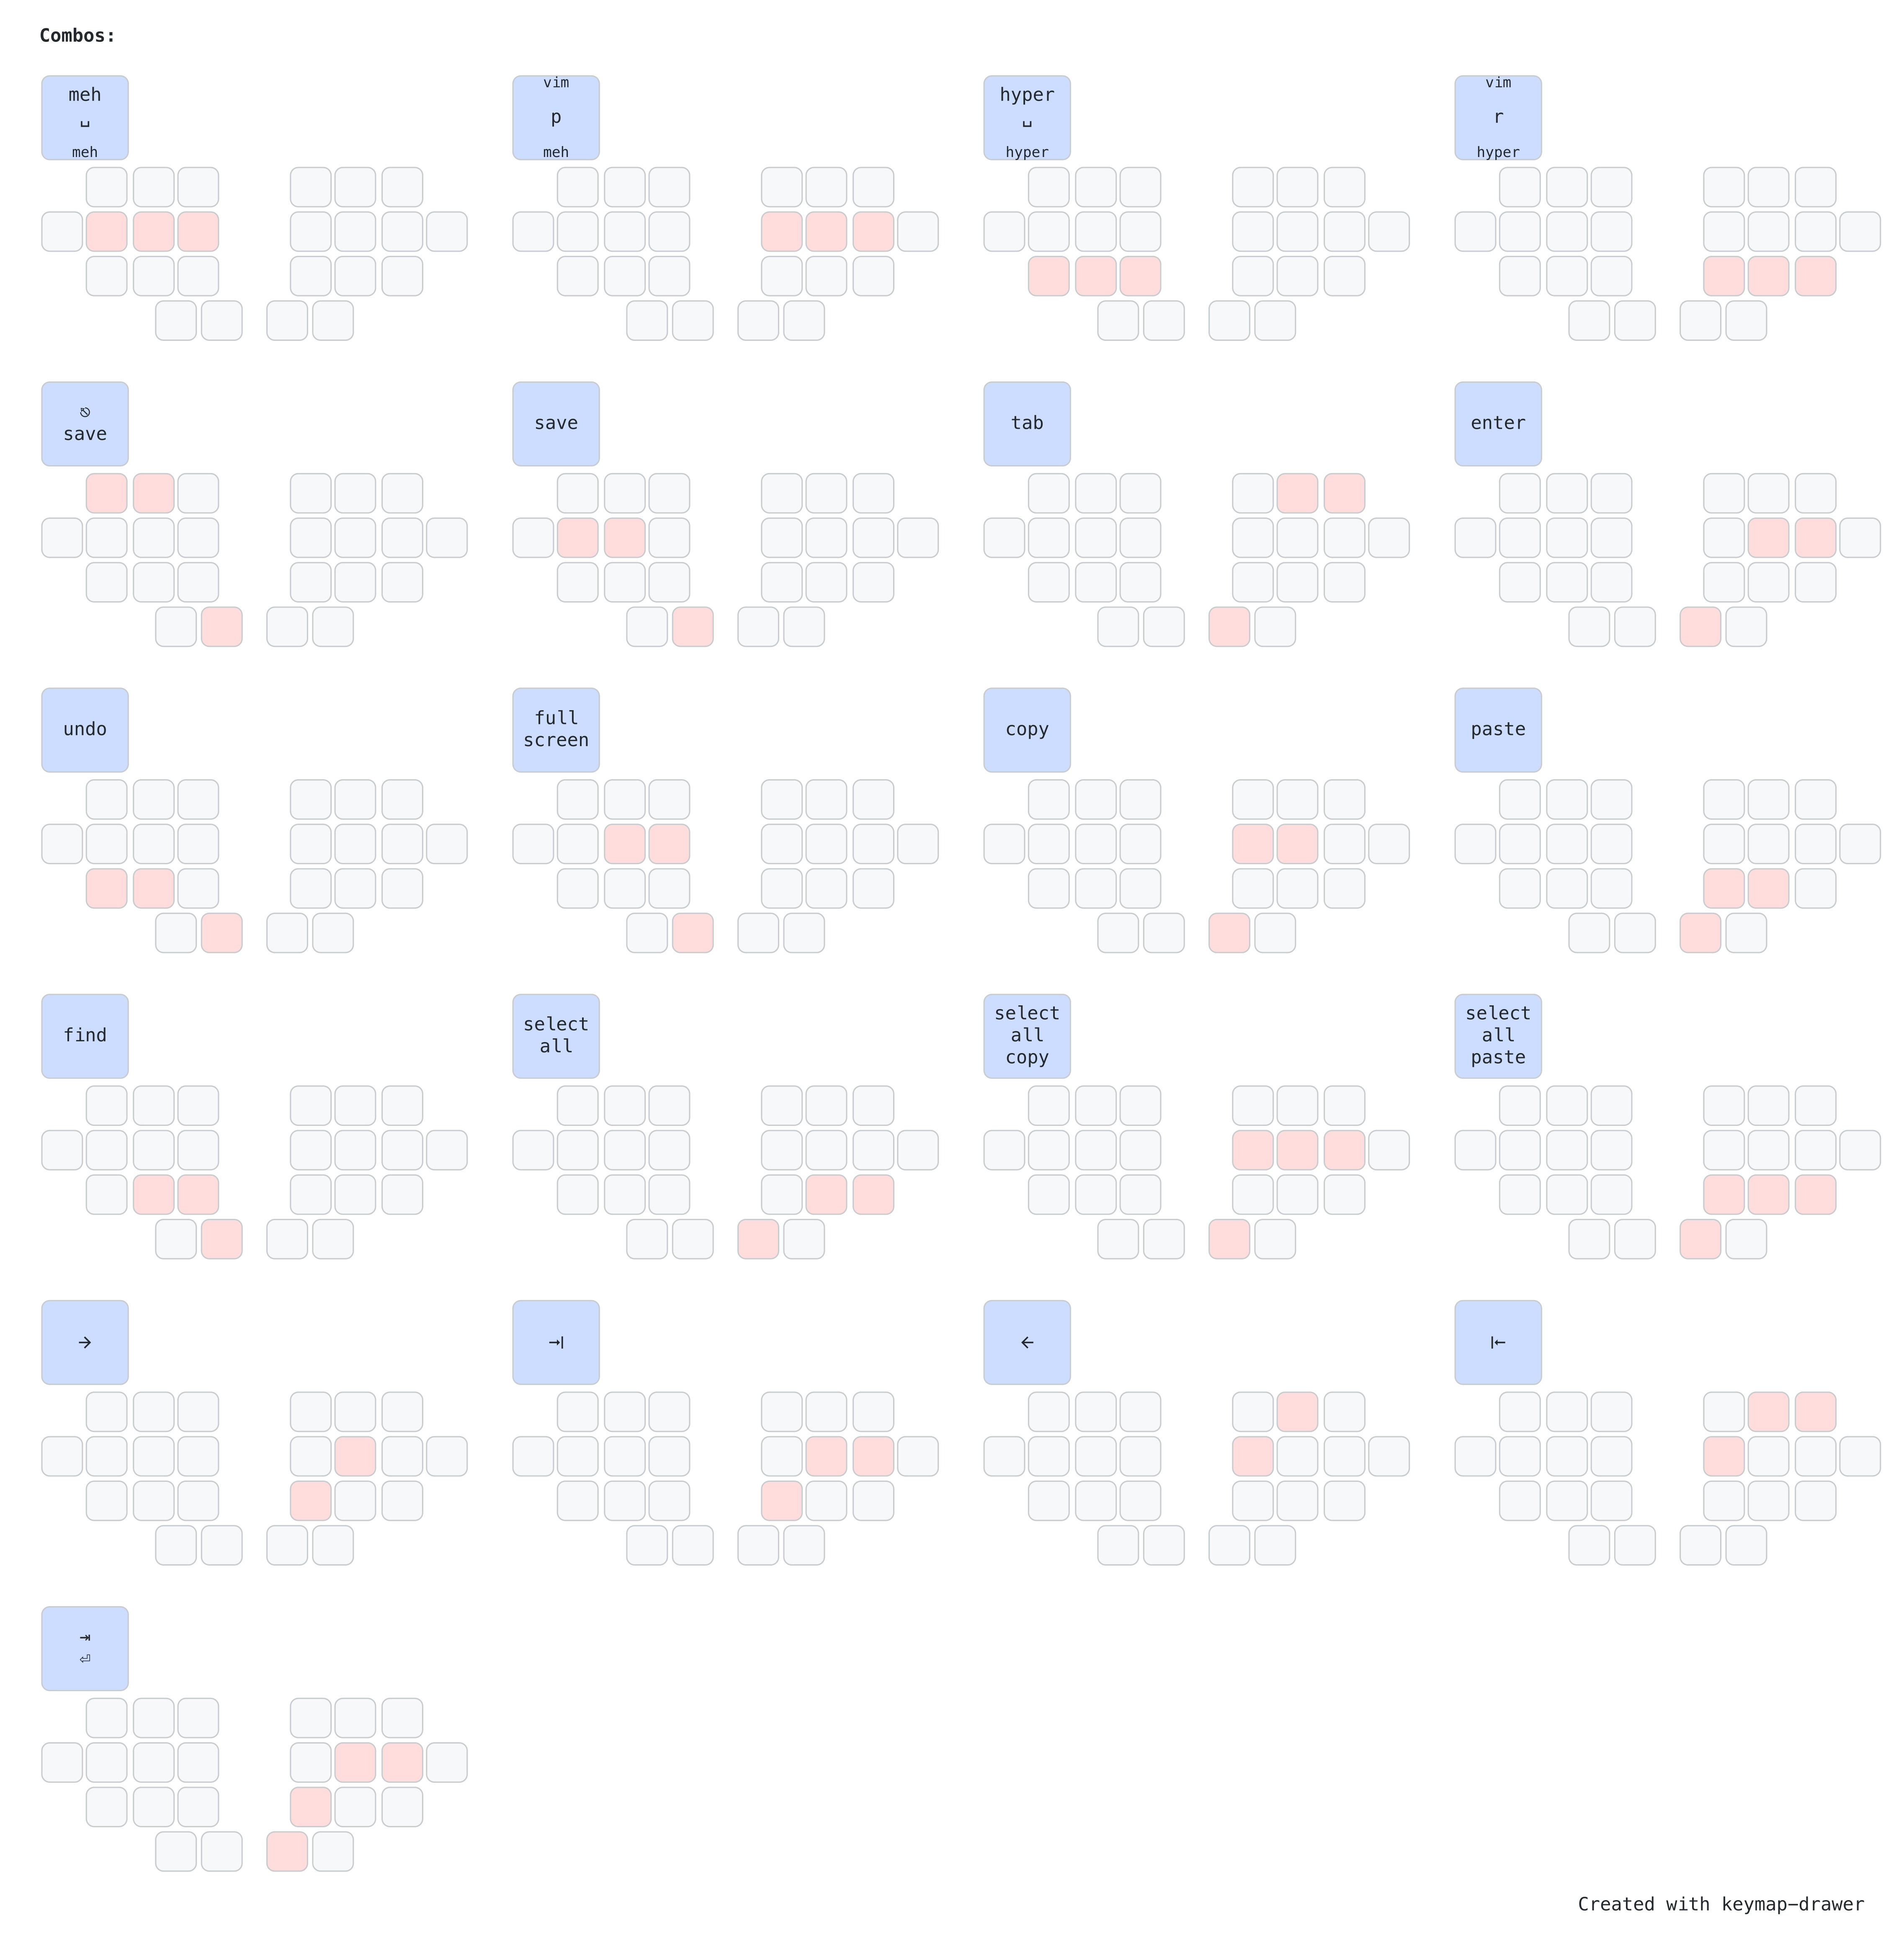 Combos:
meh
␣
meh
vim
p
meh
hyper
␣
hyper
vim
r
hyper
⎋
save
save
tab
enter
undo
full
screen
copy
paste
find
select
all
select
all
copy
select
all
paste
→
→|
←
|←
⇥
⏎
Created with keymap-drawer